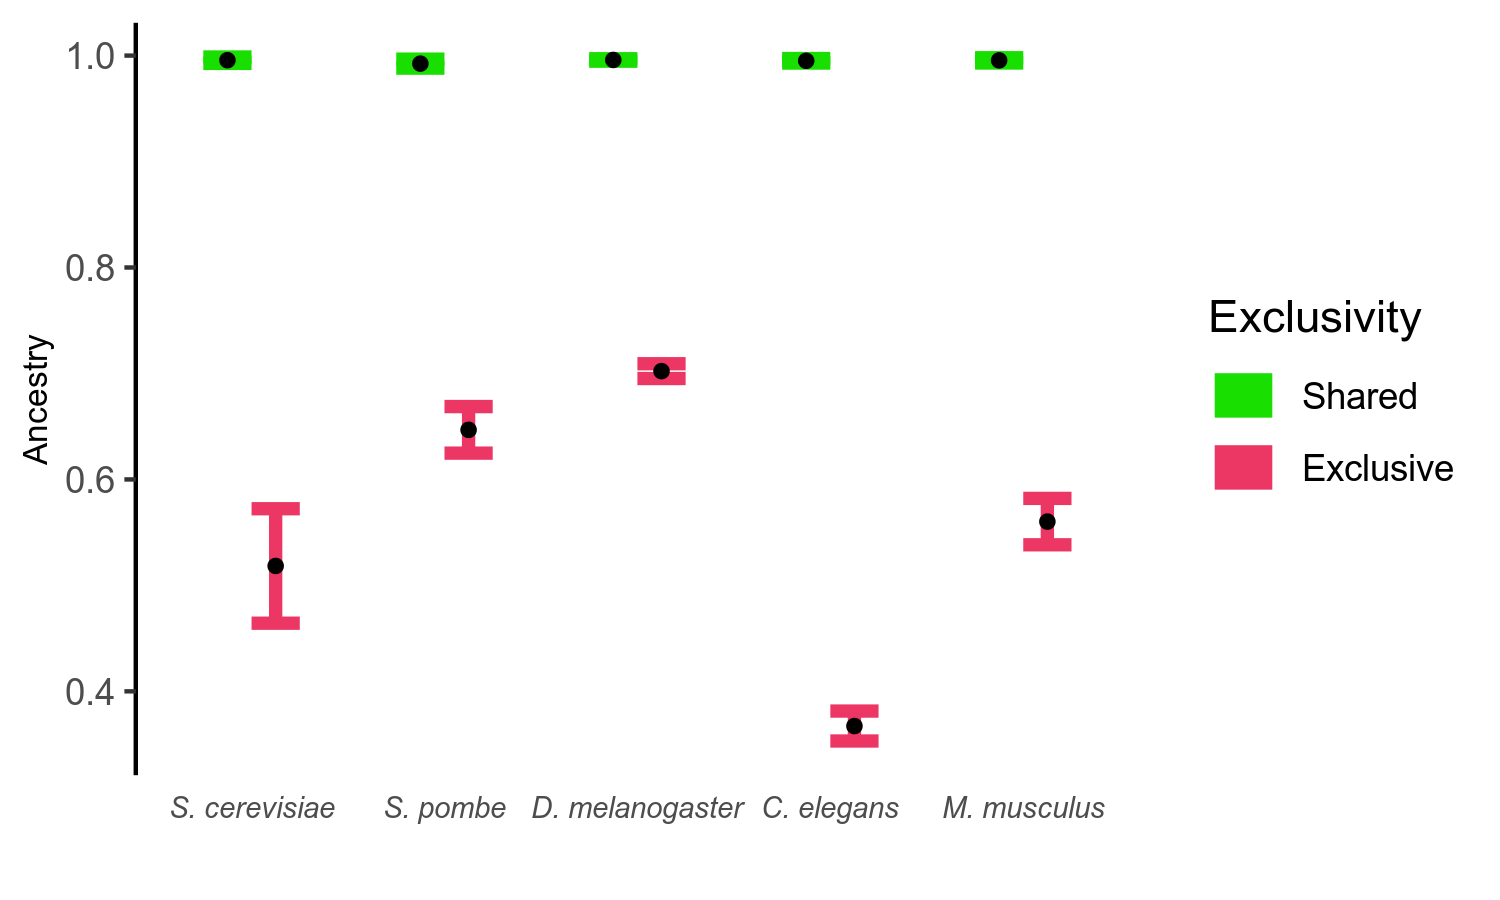 1.0
0.8
0.6
0.4
Ancestry
S. cerevisiae S. pombe D. melanogaster C. elegans M. musculus
Exclusivity
Shared
Exclusive